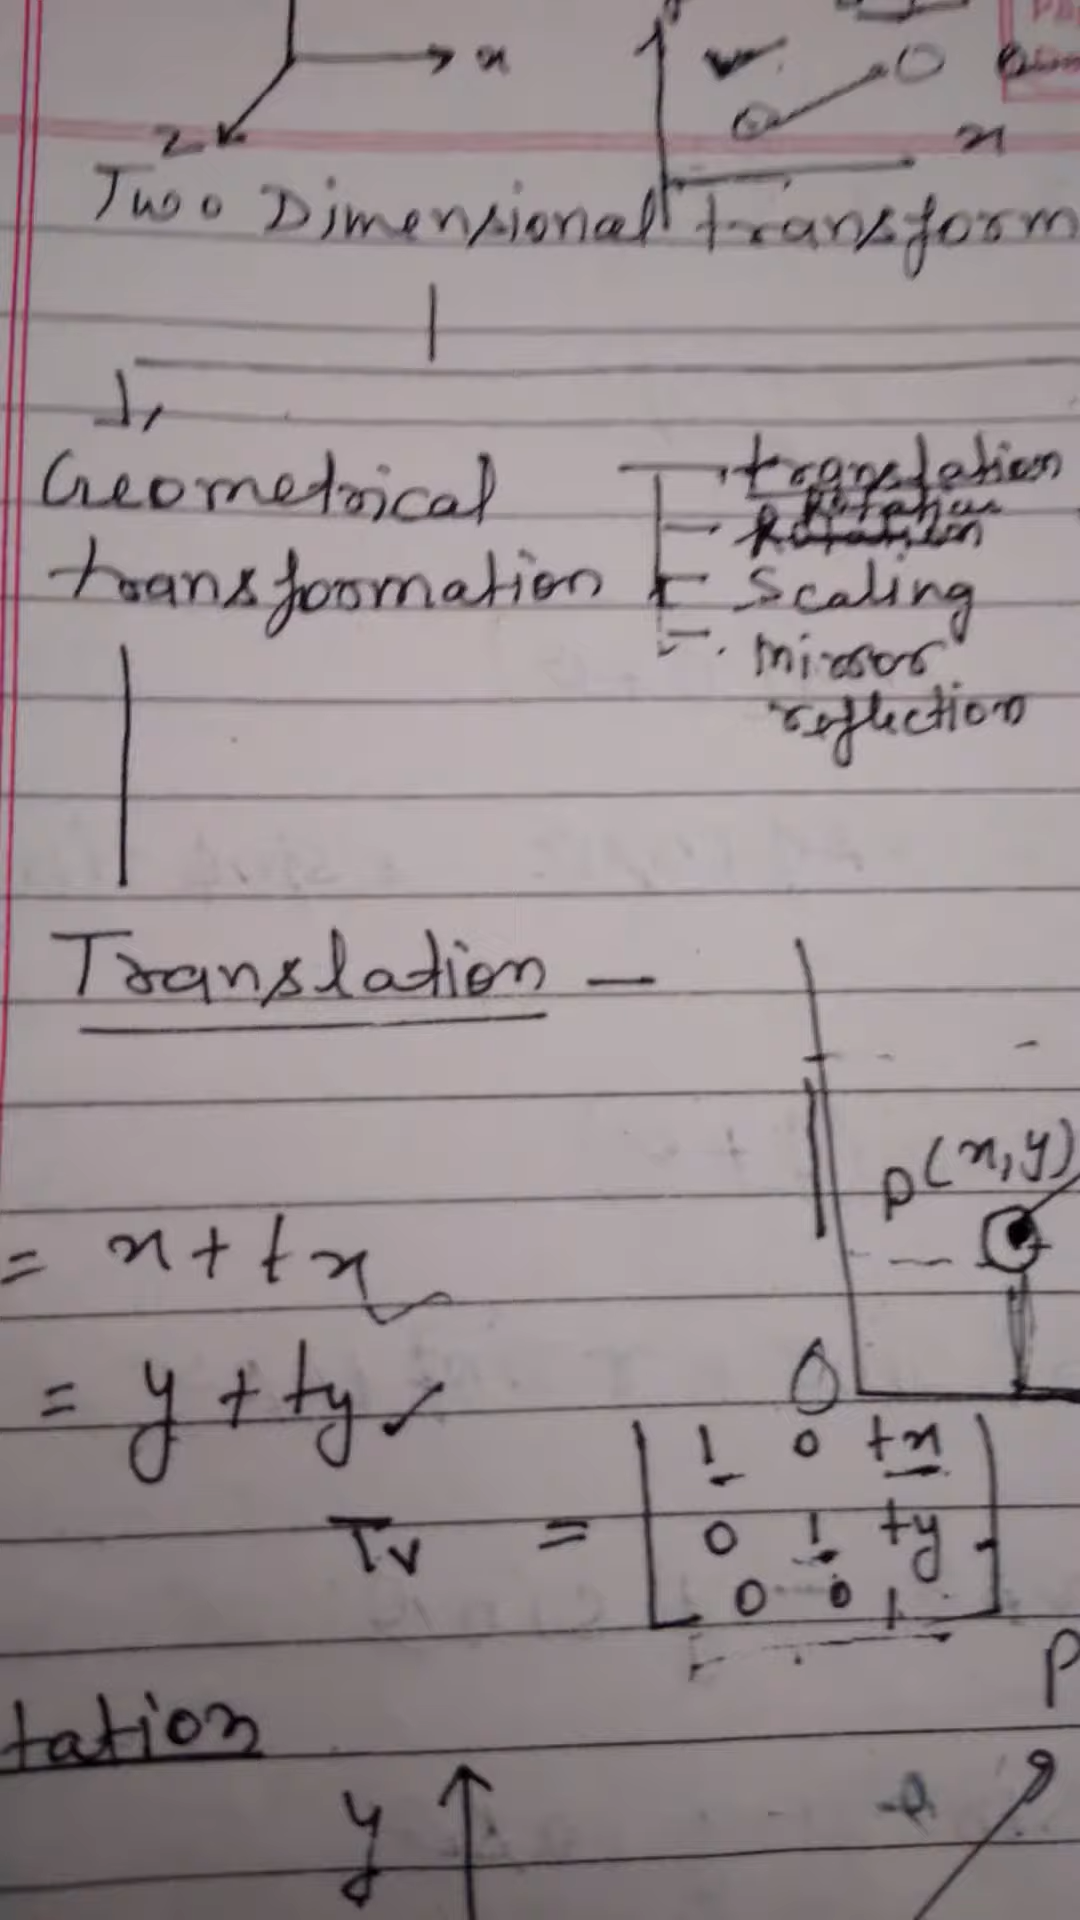 x
z
x
Two Dimensional transform
Geometrical
transformation
translation
Rotation
Scaling
mirror
reflection
Translation —
P(x,y)
= x + tx
= y + ty
O
Tv = 1 0 tx
0 1 ty
0 0 1
P
tation
y